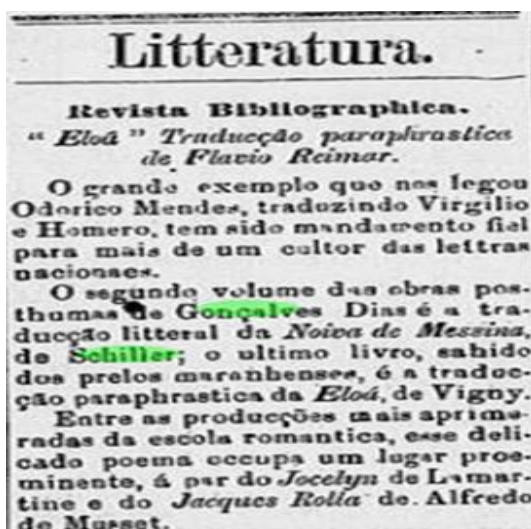 Litteratura.
Revista Bibliographica.
“ Eloá ” Traducção paraphrastica
de Flavio Reimar.
O grande exemplo que nos legou
Odorico Mendes, traduzindo Virgilio
e Homero, tem sido mandamento fiel
para mais de um cultor das lettras
nacionaes.
O segundo volume das obras pos-
thumas de Gonçalves Dias é a tra-
ducção litteral da Noiva de Messina,
de Schiller; o ultimo livro, sahido
dos prelos maranhenses, é a traduc-
ção paraphrastica da Eloá, de Vigny.
Entre as producções mais aprimo-
radas da escola romantica, esse deli-
cado poema occupa um lugar proe-
minente, á par do Jocelyn de Lamar-
tine e do Jacques Rolla de Alfredo
de Musset.